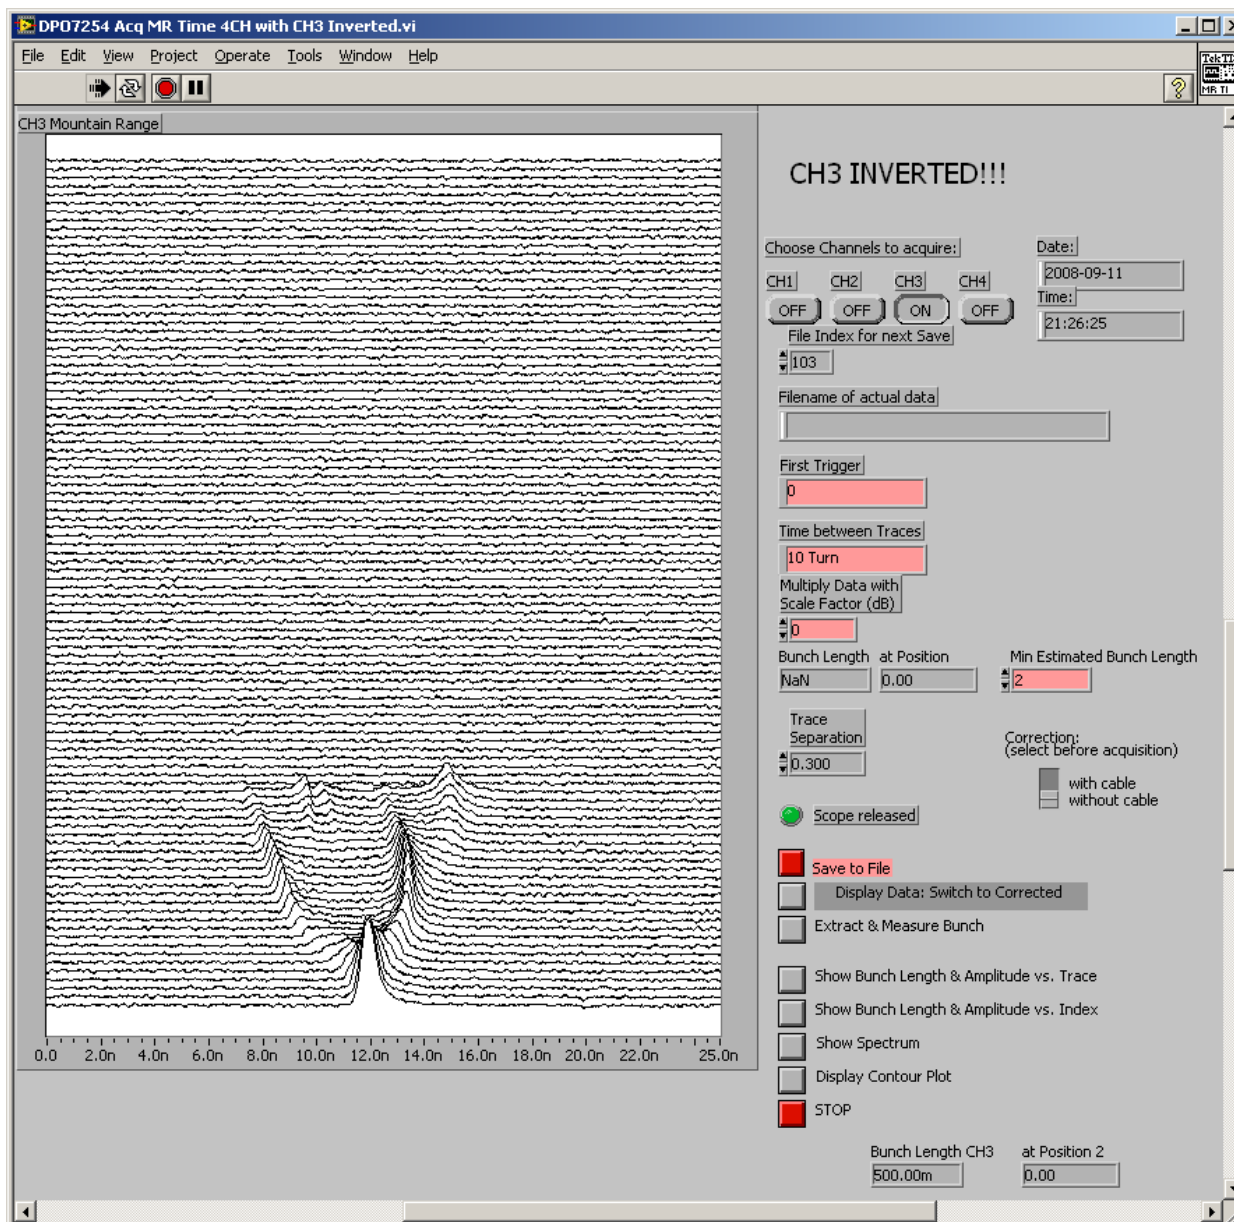 DPO7254 Acq MR Time 4CH with CH3 Inverted.vi
File Edit View Project Operate Tools Window Help
MR TI
CH3 Mountain Range
0.0 2.0n 4.0n 6.0n 8.0n 10.0n 12.0n 14.0n 16.0n 18.0n 20.0n 22.0n 25.0n
CH3 INVERTED!!!
Choose Channels to acquire:
CH1 CH2 CH3 CH4
OFF OFF ON OFF
Date:
2008-09-11
Time:
21:26:25
File Index for next Save
103
Filename of actual data
First Trigger
0
Time between Traces
10 Turn
Multiply Data with
Scale Factor (dB)
0
Bunch Length at Position Min Estimated Bunch Length
NaN 0.00 2
Trace
Separation
0.300
Correction:
(select before acquisition)
with cable
without cable
Scope released
Save to File
Display Data: Switch to Corrected
Extract & Measure Bunch
Show Bunch Length & Amplitude vs. Trace
Show Bunch Length & Amplitude vs. Index
Show Spectrum
Display Contour Plot
STOP
Bunch Length CH3 at Position 2
500.00m 0.00